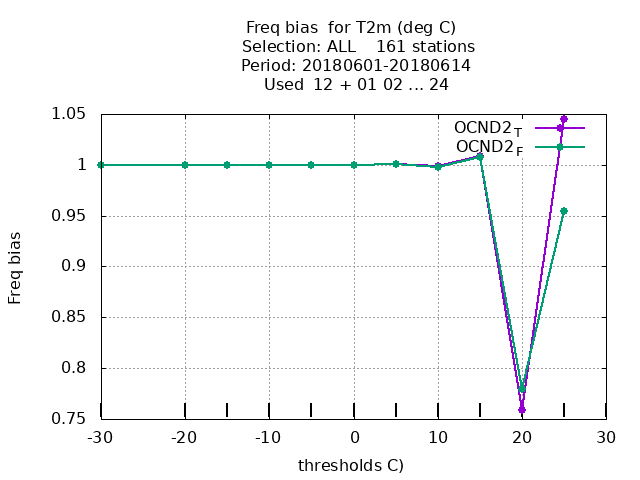 Freq bias  for T2m (deg C)
Selection: ALL    161 stations
Period: 20180601-20180614
Used  12 + 01 02 ... 24
OCND2_T
OCND2_F
1.05
1
0.95
0.9
0.85
0.8
0.75
Freq bias
-30 -20 -10 0 10 20 30
thresholds C)